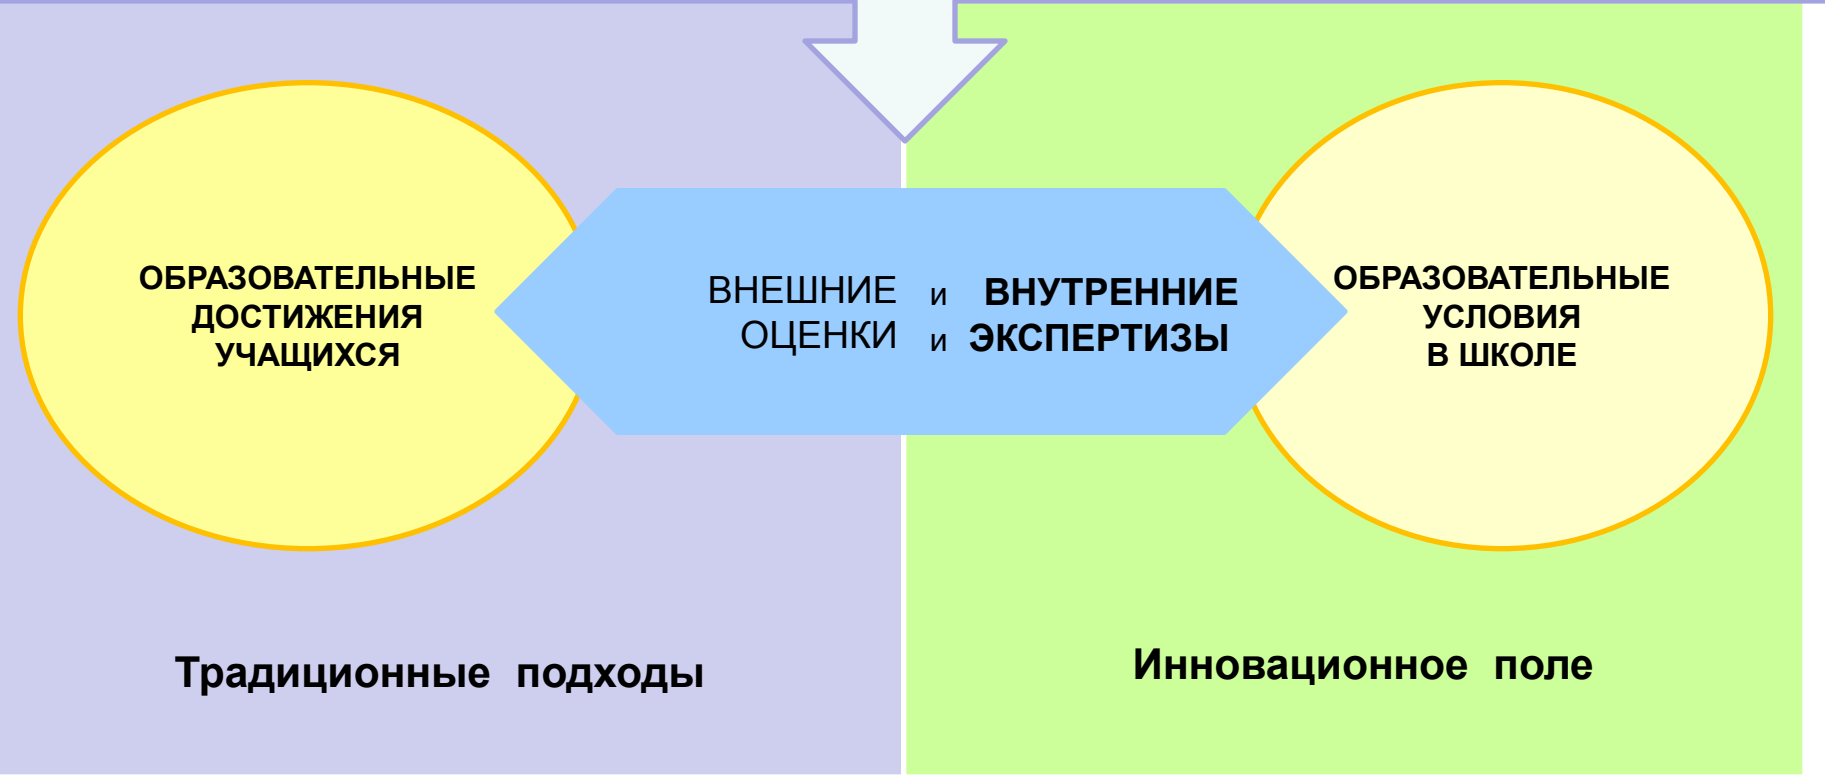 ОБРАЗОВАТЕЛЬНЫЕ
ДОСТИЖЕНИЯ
УЧАЩИХСЯ
ВНЕШНИЕ и ВНУТРЕННИЕ
ОЦЕНКИ и ЭКСПЕРТИЗЫ
ОБРАЗОВАТЕЛЬНЫЕ
УСЛОВИЯ
В ШКОЛЕ
Традиционные подходы
Инновационное поле